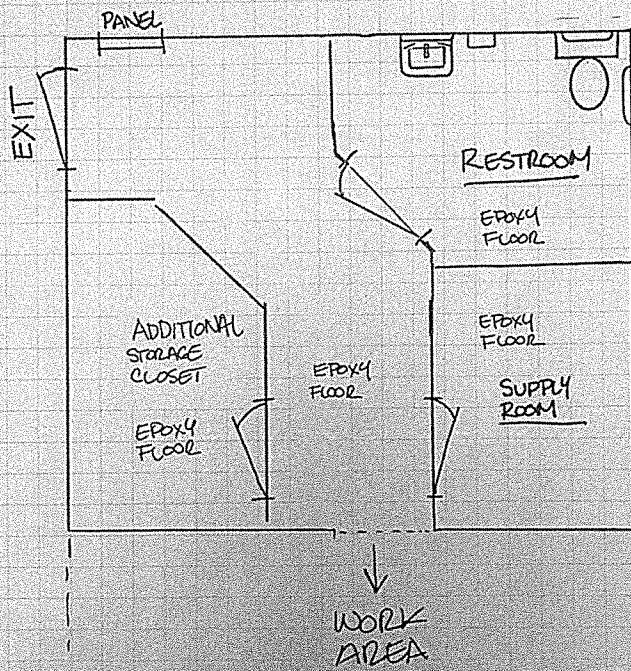 PANEL
EXIT
RESTROOM
EPOXY
FLOOR
ADDITIONAL
STORAGE
CLOSET
EPOXY
FLOOR
EPOXY
FLOOR
EPOXY
FLOOR
SUPPLY
ROOM
WORK
AREA